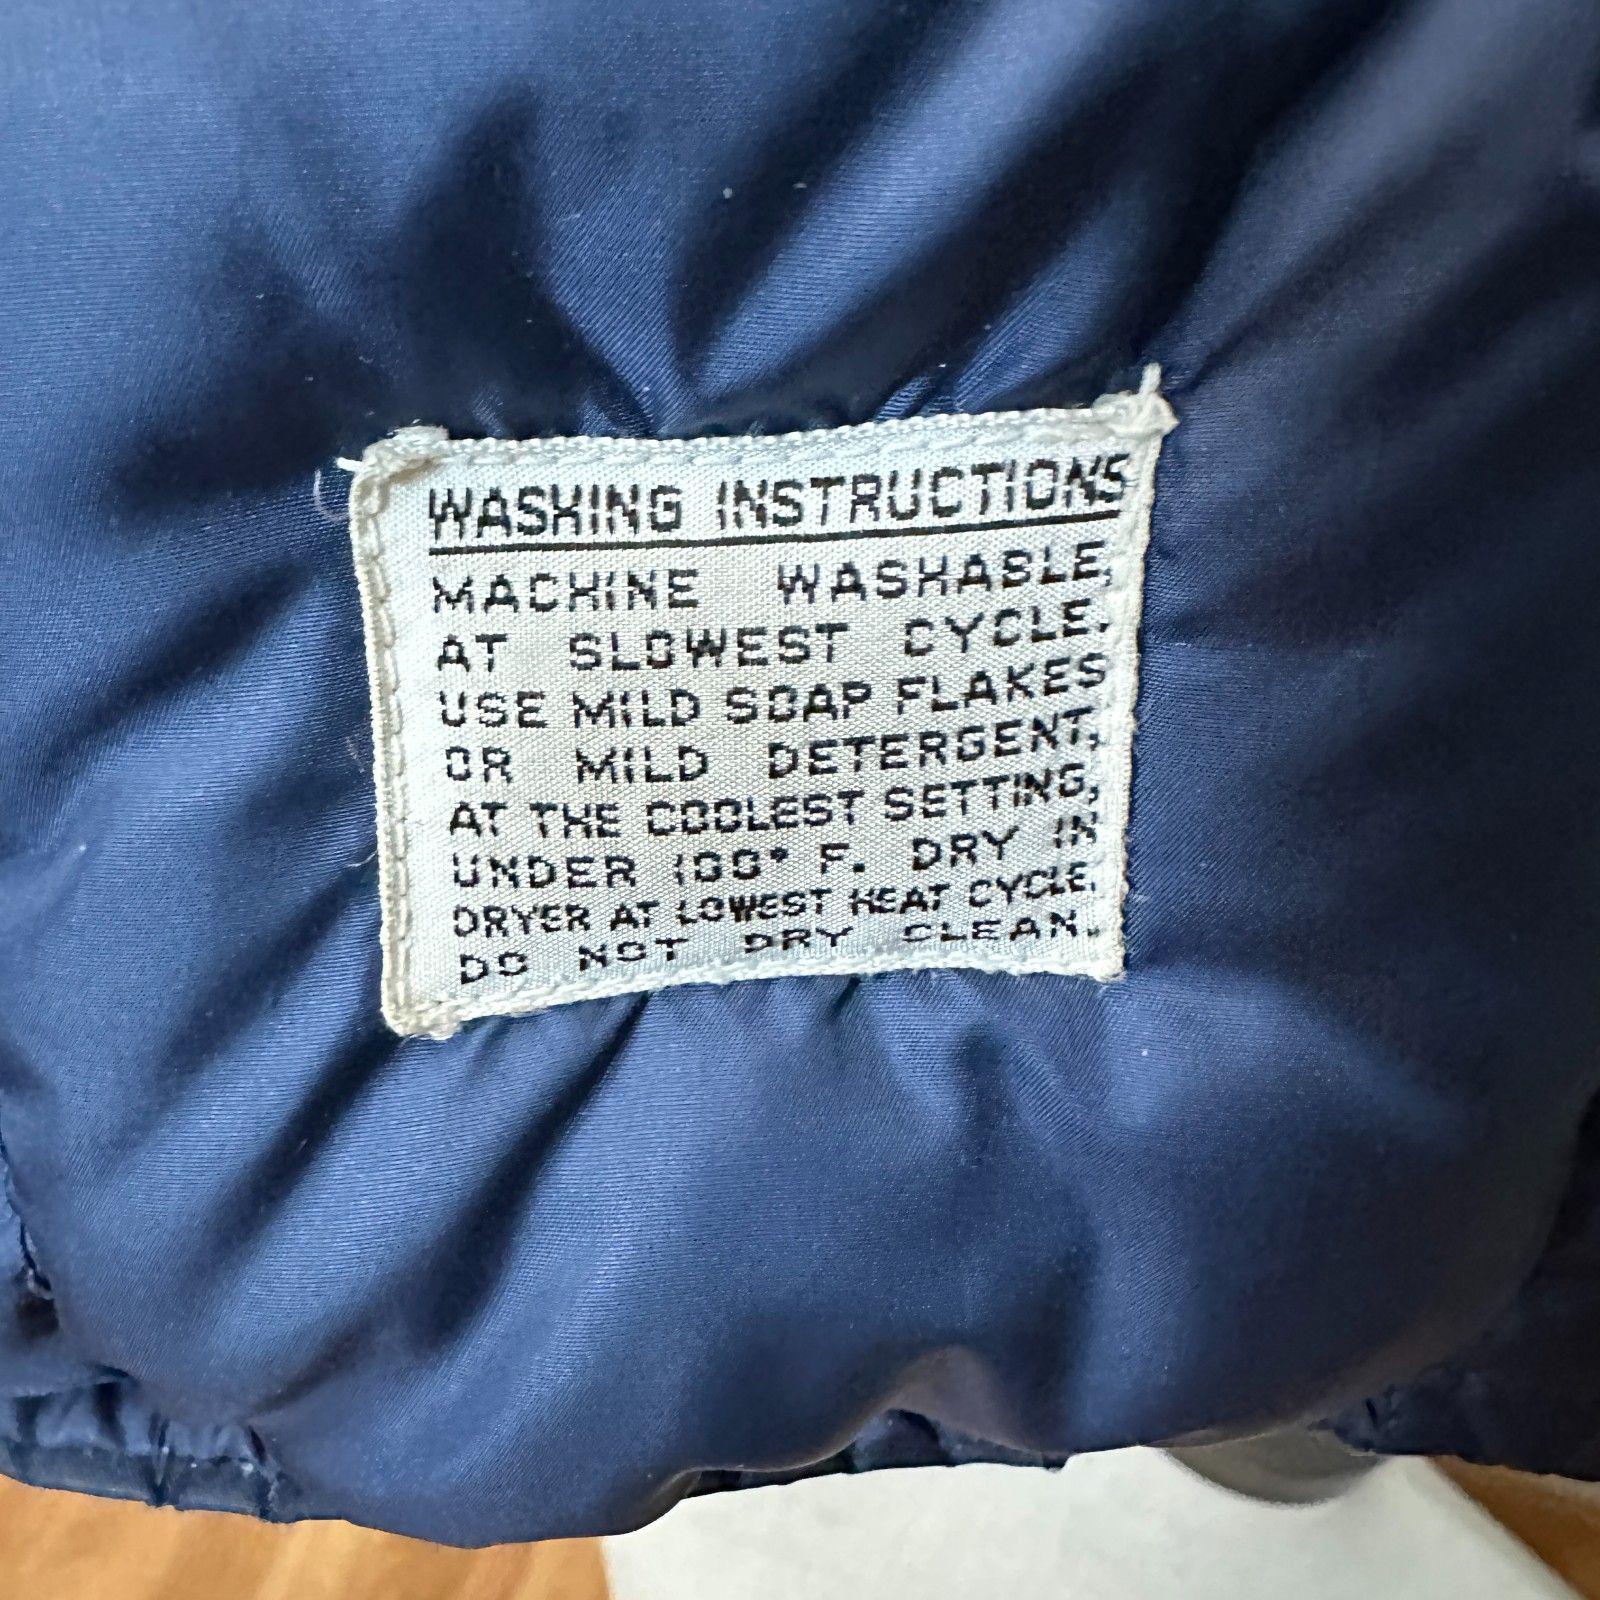 WASHING INSTRUCTIONS
MACHINE WASHABLE,
AT SLOWEST CYCLE.
USE MILD SOAP FLAKES
OR MILD DETERGENT,
AT THE COOLEST SETTING,
UNDER 100° F. DRY IN
DRYER AT LOWEST HEAT CYCLE.
DO NOT DRY CLEAN.